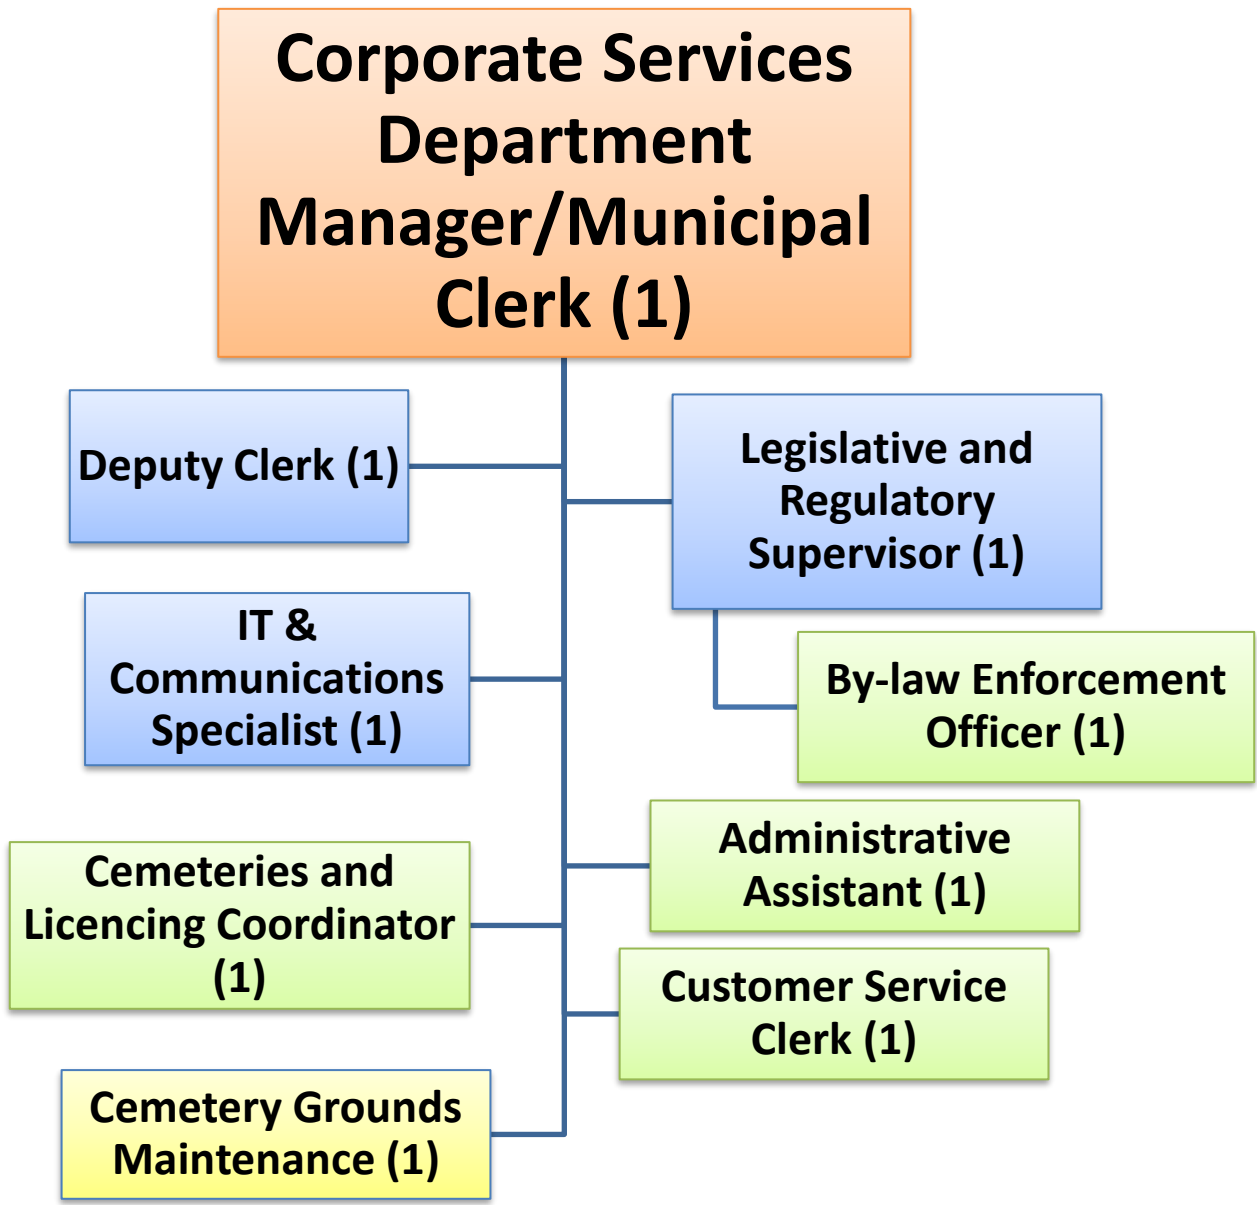 Corporate Services
Department
Manager/Municipal
Clerk (1)
Deputy Clerk (1)
Legislative and
Regulatory
Supervisor (1)
IT &
Communications
Specialist (1)
By-law Enforcement
Officer (1)
Cemeteries and
Licencing Coordinator
(1)
Administrative
Assistant (1)
Customer Service
Clerk (1)
Cemetery Grounds
Maintenance (1)